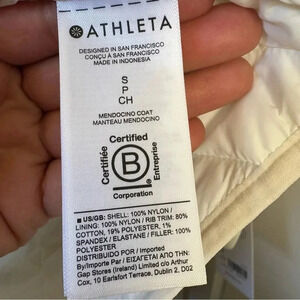 ATHLETA
DESIGNED IN SAN FRANCISCO
CONÇU À SAN FRANCISCO
MADE IN INDONESIA
S
P
CH
MENDOCINO COAT
MANTEAU MENDOCINO
Certified
Certifiée
B
Entreprise
Corporation
US/GB: SHELL: 100% NYLON /
LINING: 100% NYLON / RIB TRIM: 80%
COTTON, 19% POLYESTER, 1%
SPANDEX / ELASTANE / FILLER: 100%
POLYESTER
DISTRIBUIDO POR / Imported
By/Importe Par / ΕΙΣΑΓΕΤΑΙ ΑΠΟ ΤΗΝ:
Gap Stores (Ireland) Limited c/o Arthur
Cox, 10 Earlsfort Terrace, Dublin 2, D02